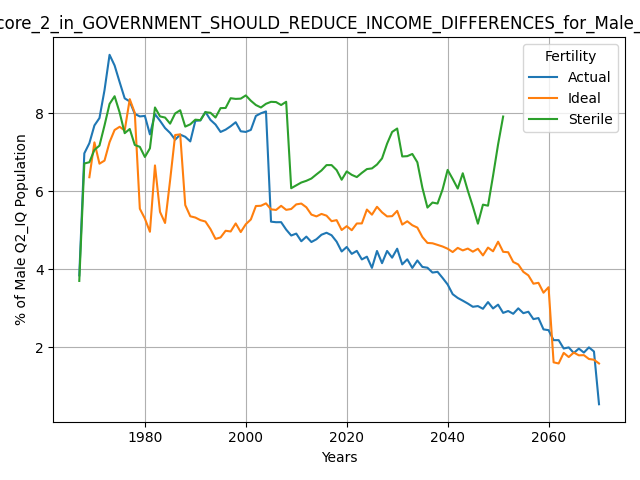 core_2_in_GOVERNMENT_SHOULD_REDUCE_INCOME_DIFFERENCES_for_Male_
Fertility
Actual
Ideal
Sterile
% of Male Q2_IQ Population
8
6
4
2
1980
2000
2020
2040
2060
Years